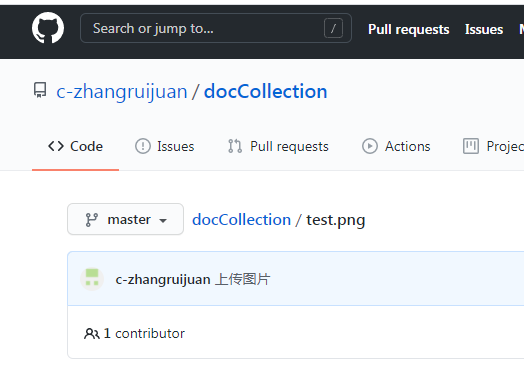 Search or jump to... / Pull requests Issues
c-zhangruijuan / docCollection
Code Issues Pull requests Actions Projec
master docCollection / test.png
c-zhangruijuan 上传图片
1 contributor